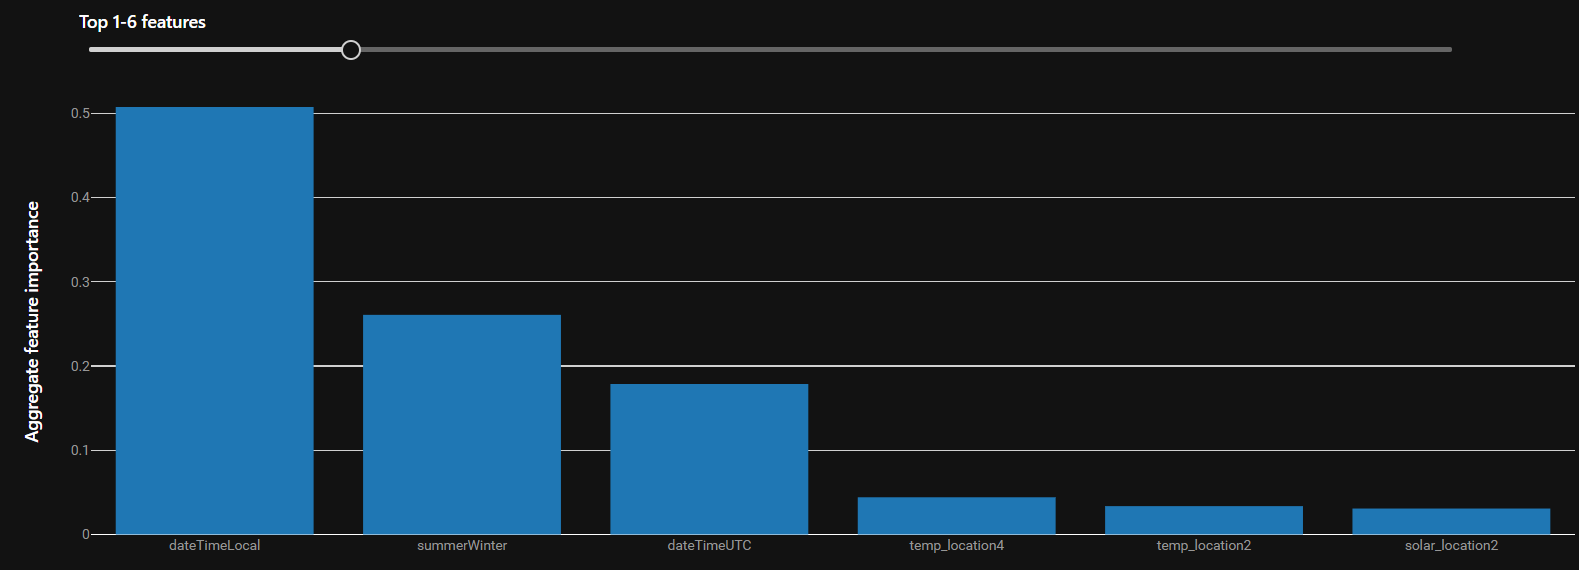 Top 1-6 features
Aggregate feature importance
0.5
0.4
0.3
0.2
0.1
0
dateTimeLocal
summerWinter
dateTimeUTC
temp_location4
temp_location2
solar_location2